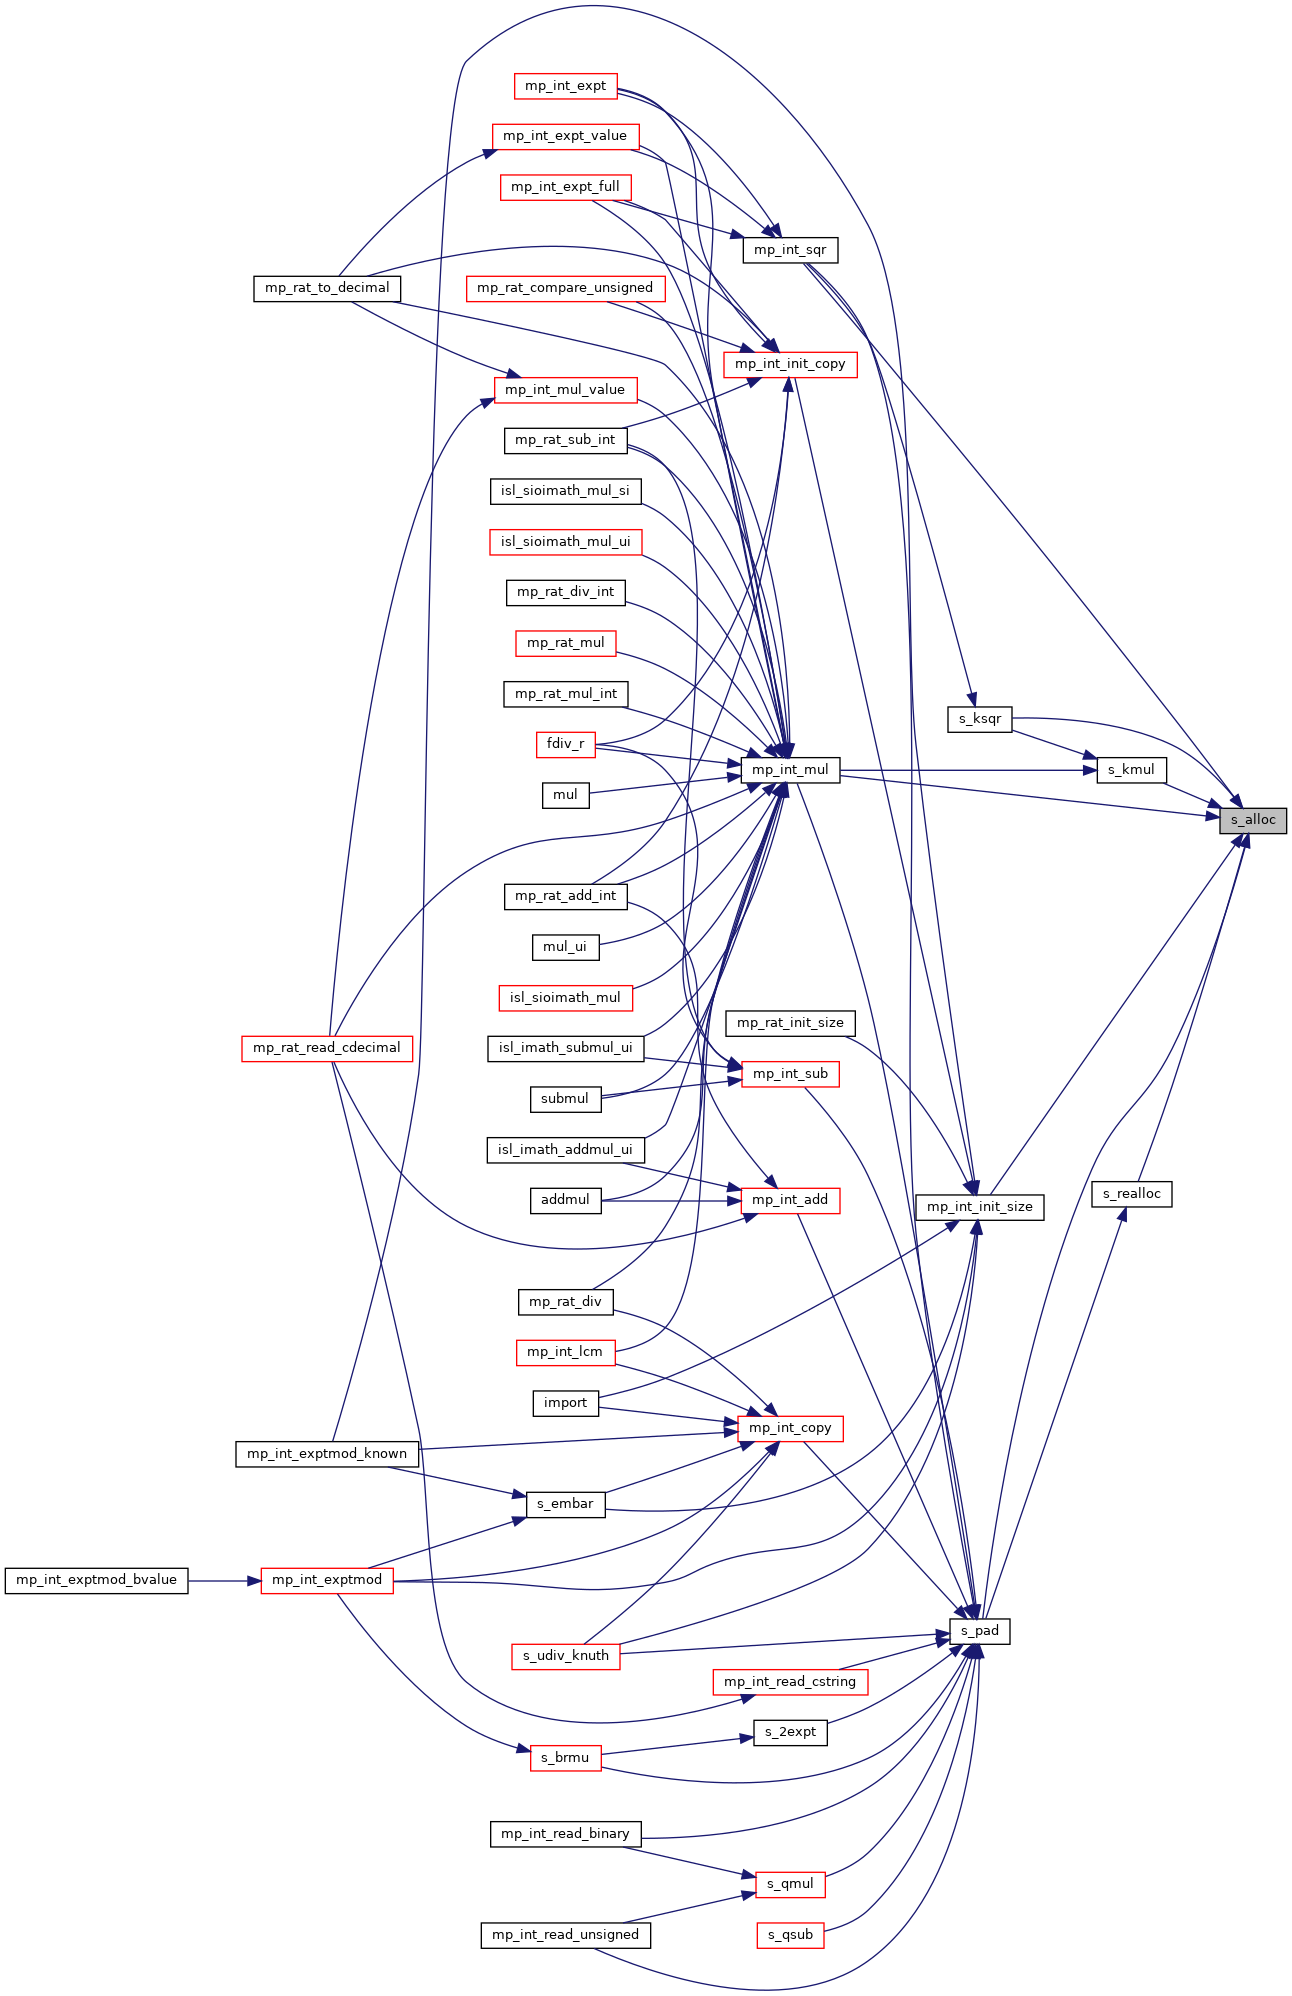 mp_int_expt
mp_int_expt_value
mp_int_expt_full
mp_int_sqr
mp_rat_to_decimal
mp_rat_compare_unsigned
mp_int_init_copy
mp_int_mul_value
mp_rat_sub_int
isl_sioimath_mul_si
isl_sioimath_mul_ui
mp_rat_div_int
mp_rat_mul
mp_rat_mul_int
s_ksqr
fdiv_r
mp_int_mul
s_kmul
mul
s_alloc
mp_rat_add_int
mul_ui
isl_sioimath_mul
mp_rat_init_size
mp_rat_read_cdecimal
isl_imath_submul_ui
mp_int_sub
submul
isl_imath_addmul_ui
addmul
mp_int_add
mp_int_init_size
s_realloc
mp_rat_div
mp_int_lcm
import
mp_int_copy
mp_int_exptmod_known
s_embar
mp_int_exptmod_bvalue
mp_int_exptmod
s_pad
s_udiv_knuth
mp_int_read_cstring
s_2expt
s_brmu
mp_int_read_binary
s_qmul
mp_int_read_unsigned
s_qsub